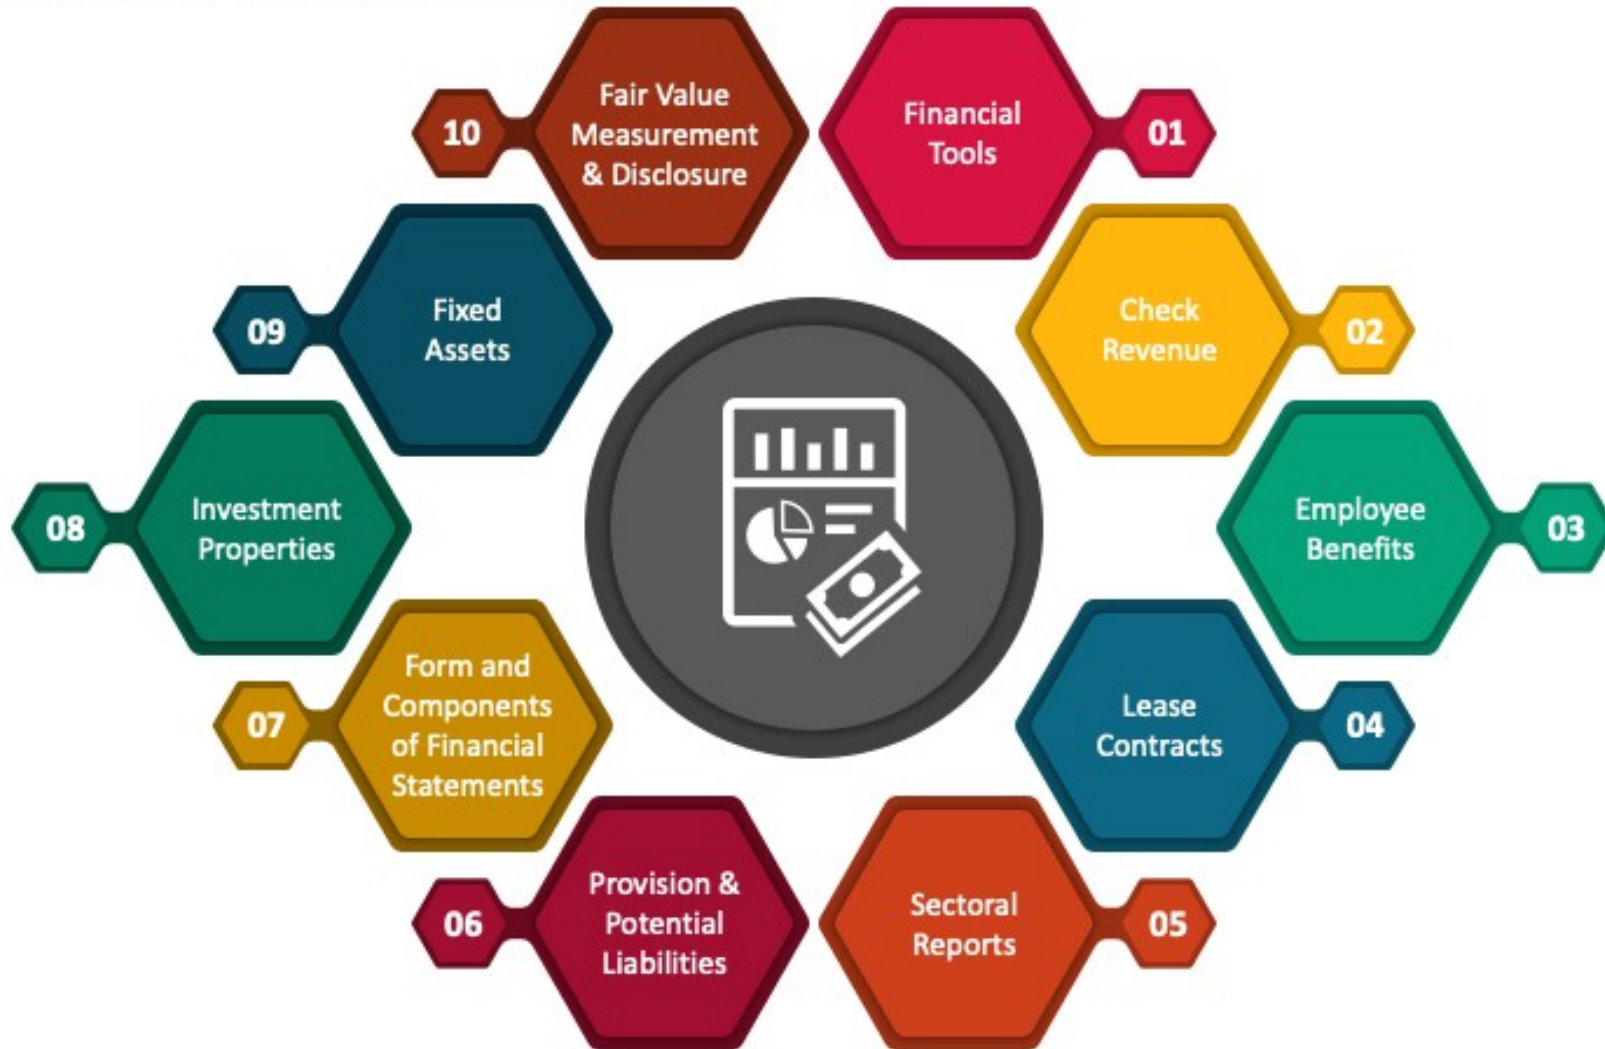 Financial
Tools
01
Check
Revenue
02
Employee
Benefits
03
Lease
Contracts
04
Sectoral
Reports
05
Provision &
Potential
Liabilities
06
Form and
Components
of Financial
Statements
07
Investment
Properties
08
Fixed
Assets
09
Fair Value
Measurement
& Disclosure
10